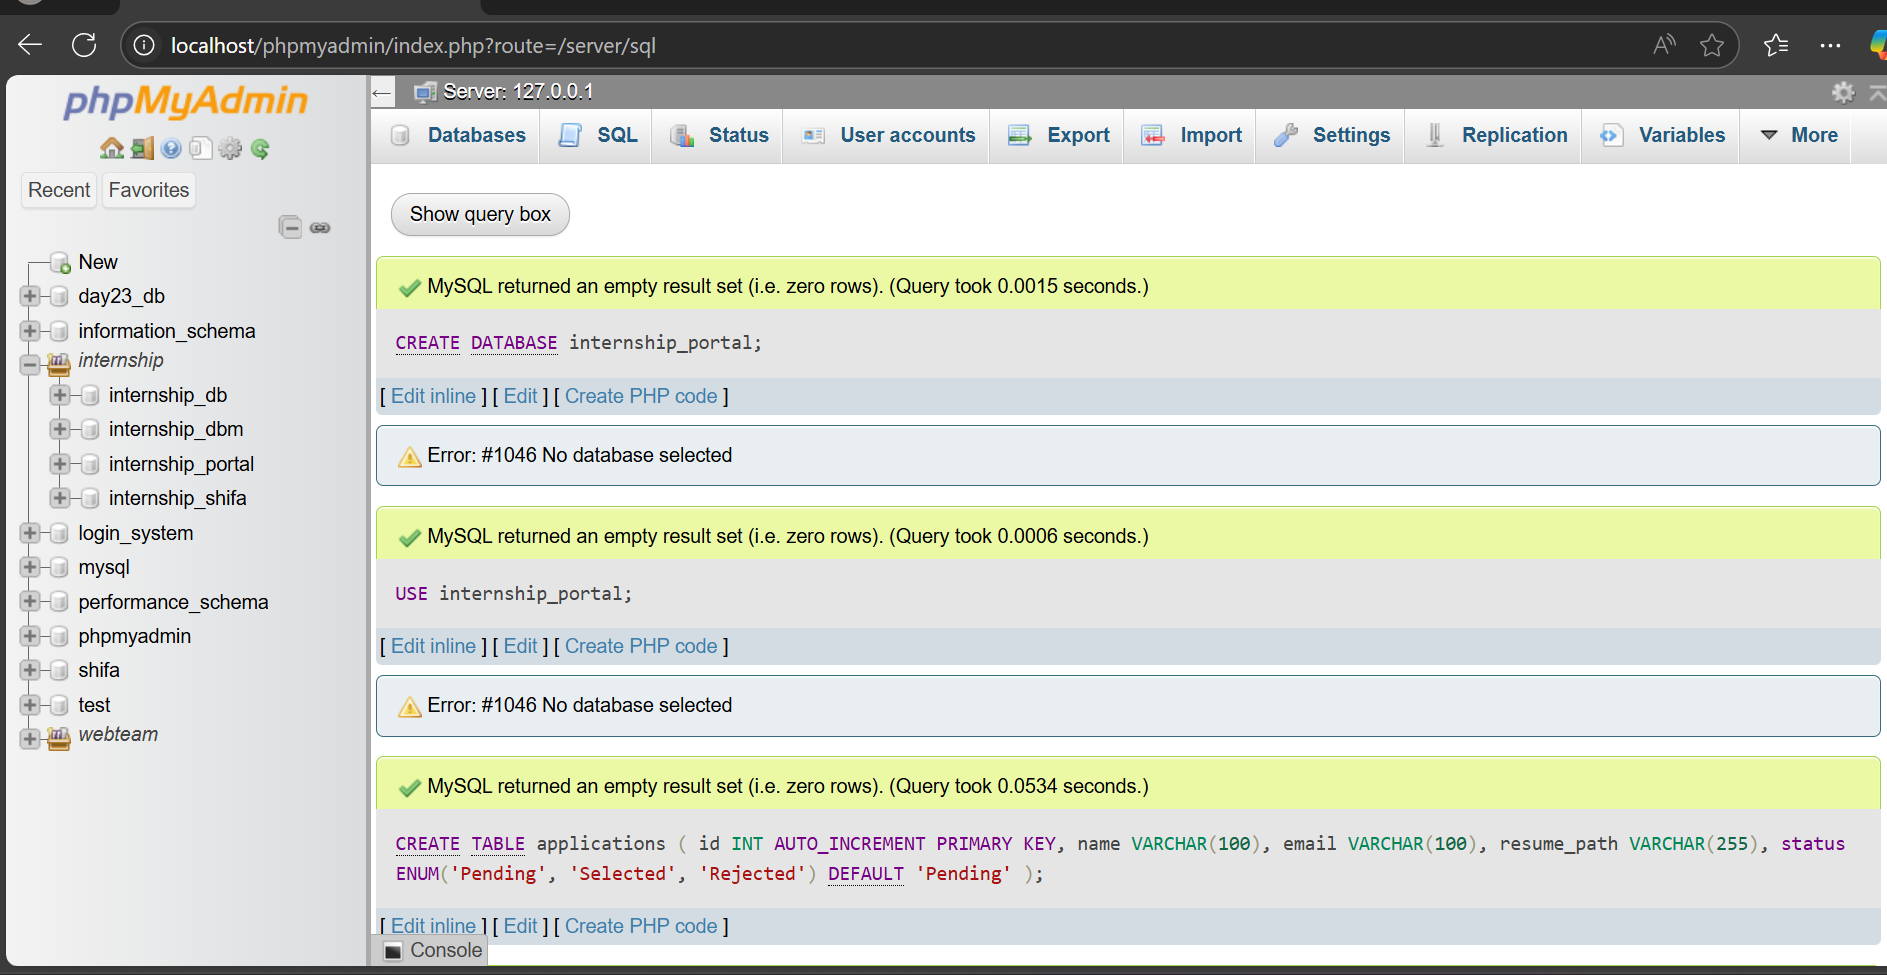 localhost/phpmyadmin/index.php?route=/server/sql
phpMyAdmin
Recent Favorites
New
day23_db
information_schema
internship
internship_db
internship_dbm
internship_portal
internship_shifa
login_system
mysql
performance_schema
phpmyadmin
shifa
test
webteam
Server: 127.0.0.1
Databases SQL Status User accounts Export Import Settings Replication Variables More
Show query box
MySQL returned an empty result set (i.e. zero rows). (Query took 0.0015 seconds.)
CREATE DATABASE internship_portal;
[ Edit inline ] [ Edit ] [ Create PHP code ]
Error: #1046 No database selected
MySQL returned an empty result set (i.e. zero rows). (Query took 0.0006 seconds.)
USE internship_portal;
[ Edit inline ] [ Edit ] [ Create PHP code ]
Error: #1046 No database selected
MySQL returned an empty result set (i.e. zero rows). (Query took 0.0534 seconds.)
CREATE TABLE applications ( id INT AUTO_INCREMENT PRIMARY KEY, name VARCHAR(100), email VARCHAR(100), resume_path VARCHAR(255), status
ENUM('Pending', 'Selected', 'Rejected') DEFAULT 'Pending' );
[ Edit inline ] [ Edit ] [ Create PHP code ]
Console